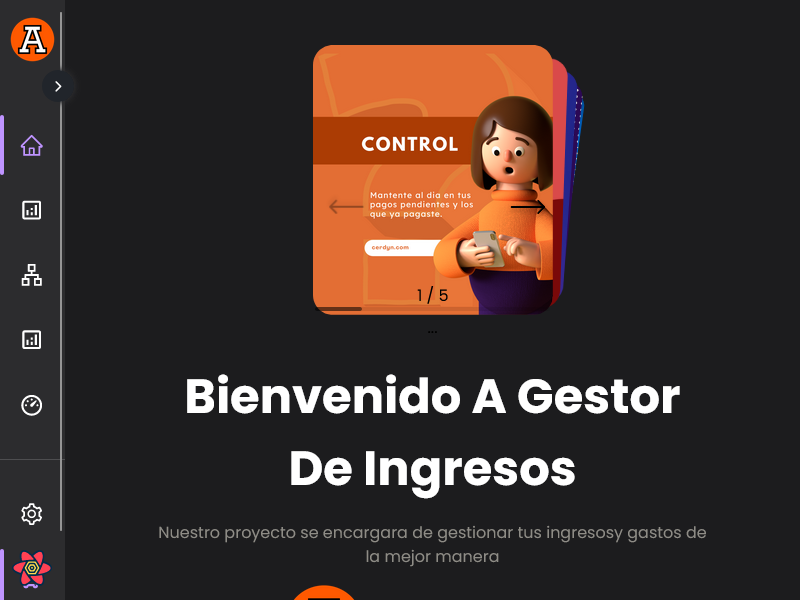 A
CONTROL
Mantente al día en tus
pagos pendientes y los
que ya pagaste.
cerdyn.com
1 / 5
...
Bienvenido A Gestor
De Ingresos
Nuestro proyecto se encargara de gestionar tus ingresosy gastos de
la mejor manera